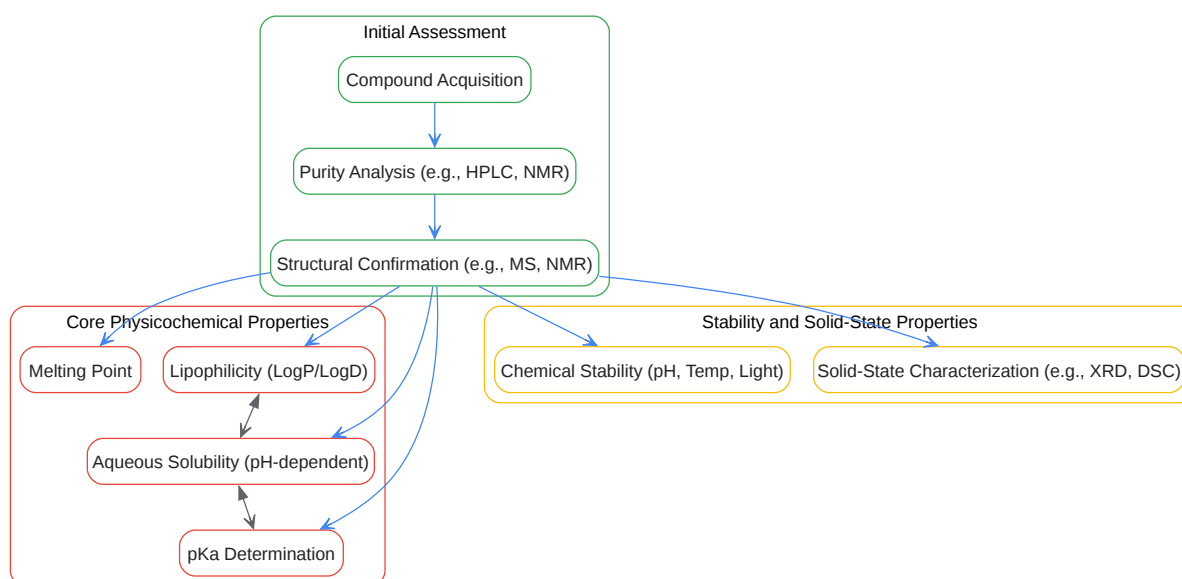 Initial Assessment
Compound Acquisition
Purity Analysis (e.g., HPLC, NMR)
Structural Confirmation (e.g., MS, NMR)
Core Physicochemical Properties
Melting Point
Lipophilicity (LogP/LogD)
Aqueous Solubility (pH-dependent)
pKa Determination
Stability and Solid-State Properties
Chemical Stability (pH, Temp, Light)
Solid-State Characterization (e.g., XRD, DSC)